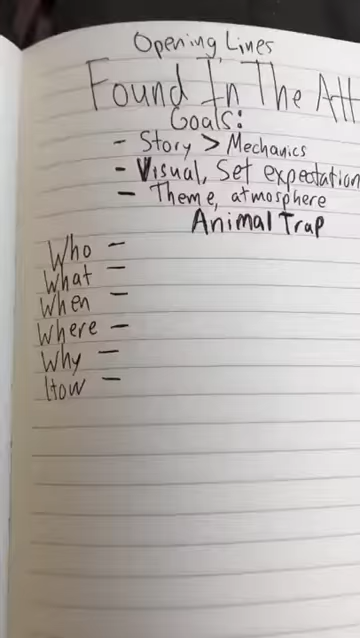 Opening Lines
Found In The Att
Goals:
- Story > Mechanics
- Visual, Set expectation
- Theme, atmosphere
Animal Trap
Who -
What -
When -
Where -
Why -
How -